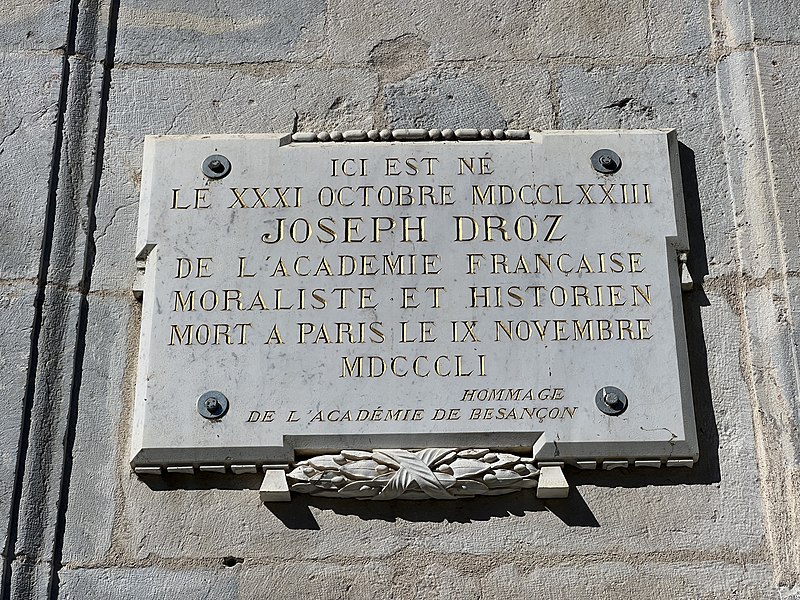 ICI EST NÉ
LE XXXI OCTOBRE MDCCLXXIII
JOSEPH DROZ
DE L'ACADEMIE FRANÇAISE
MORALISTE ET HISTORIEN
MORT A PARIS LE IX NOVEMBRE
MDCCCLI
HOMMAGE
DE L'ACADÉMIE DE BESANÇON